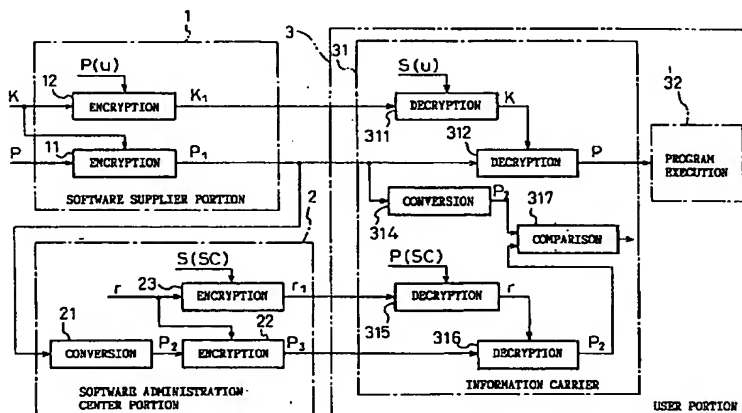 1
3
31
P(u)
S(u)
32
12
K
ENCRYPTION
K1
DECRYPTION
K
311
312
11
P
ENCRYPTION
P1
DECRYPTION
P
PROGRAM
EXECUTION
SOFTWARE SUPPLIER PORTION
2
CONVERSION
P2
317
314
COMPARISON
S(SC)
P(SC)
r
23
ENCRYPTION
r1
DECRYPTION
r
21
22
315
316
CONVERSION
P2
ENCRYPTION
P3
DECRYPTION
P2
SOFTWARE ADMINISTRATION
CENTER PORTION
INFORMATION CARRIER
USER PORTION